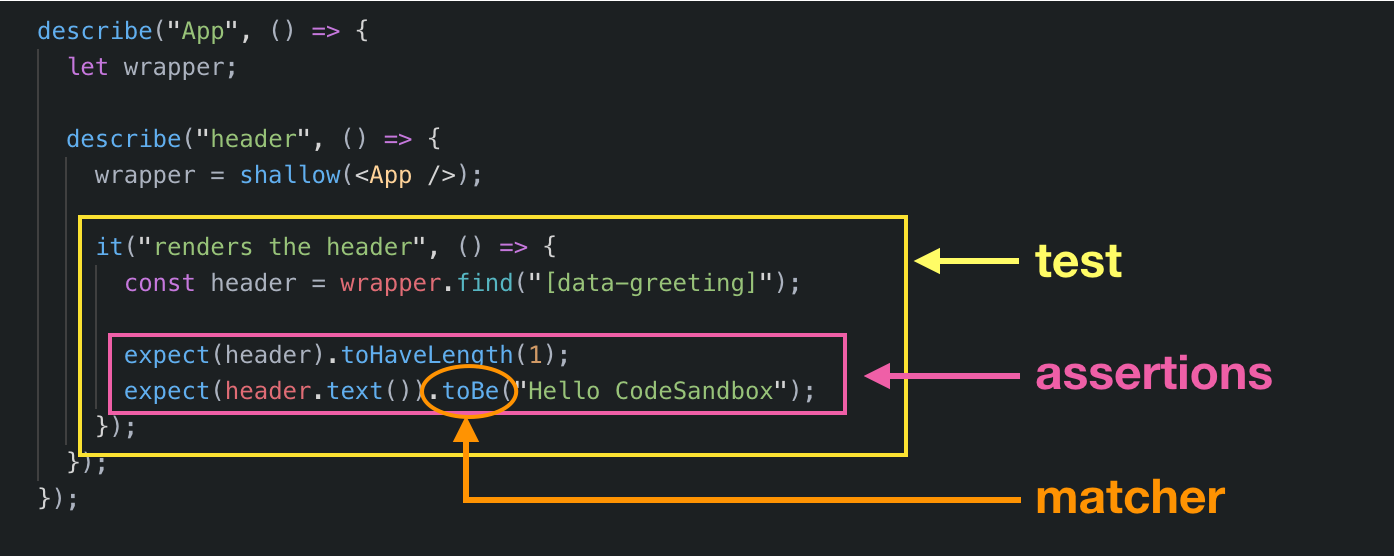 describe("App", () => {
let wrapper;
describe("header", () => {
wrapper = shallow(<App />);
it("renders the header", () => {
const header = wrapper.find("[data-greeting]");
expect(header).toHaveLength(1);
expect(header.text()).toBe("Hello CodeSandbox");
});
});
});
test
assertions
matcher